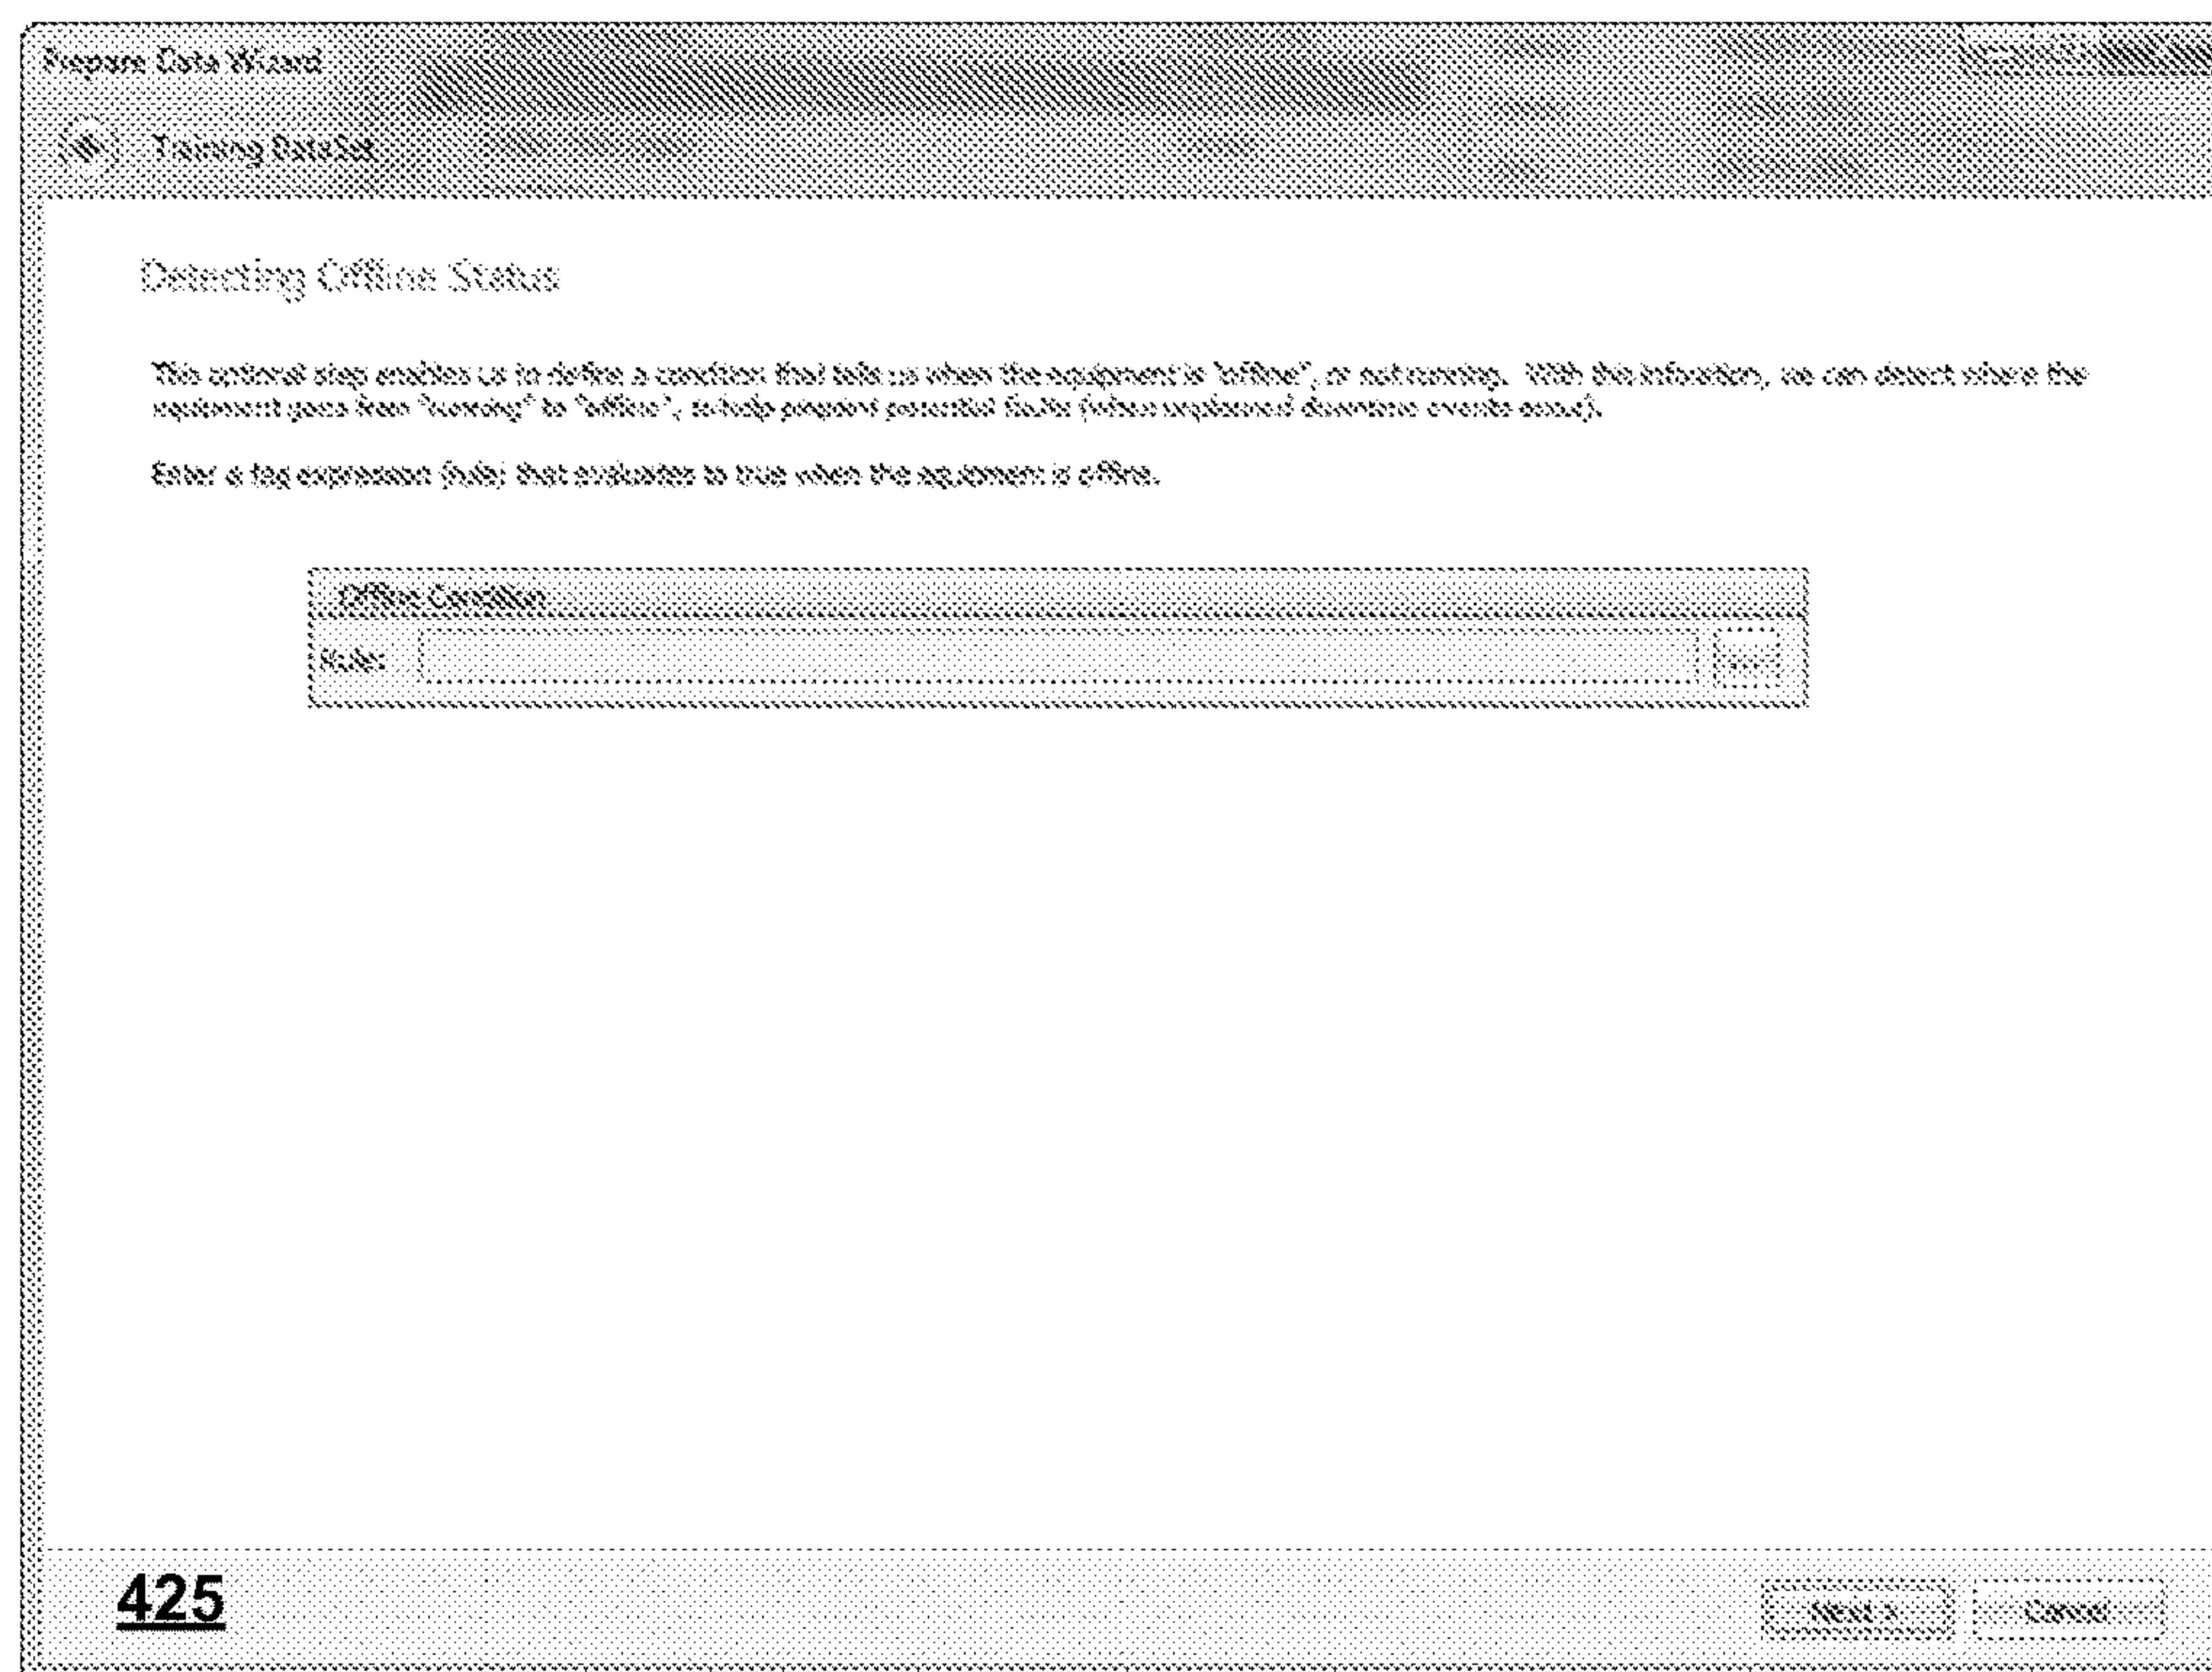 Prepare Data Wizard
Training DataSet
Detecting Offline Status
This optional step enables us to define a condition that tells us when the equipment is "offline", or not running. With this information, we can detect where the
equipment goes from "running" to "offline", to help pinpoint potential faults (when unplanned downtime events occur).
Enter a tag expression (rule) that evaluates to true when the equipment is offline.
Offline Condition
Rule:
...
425
Next >
Cancel